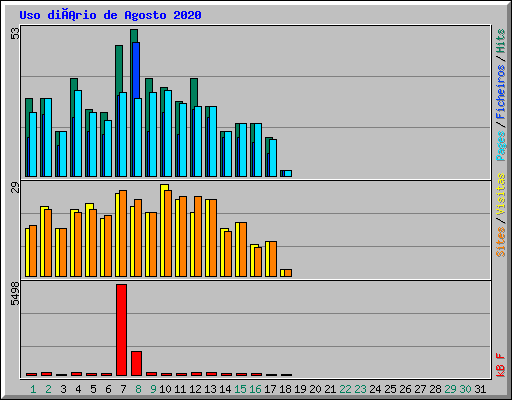 Uso diÃ¡rio de Agosto 2020
53
29
5498
Pages / Ficheiros / Hits
Sites / Visitas
kB F
1 2 3 4 5 6 7 8 9 10 11 12 13 14 15 16 17 18 19 20 21 22 23 24 25 26 27 28 29 30 31